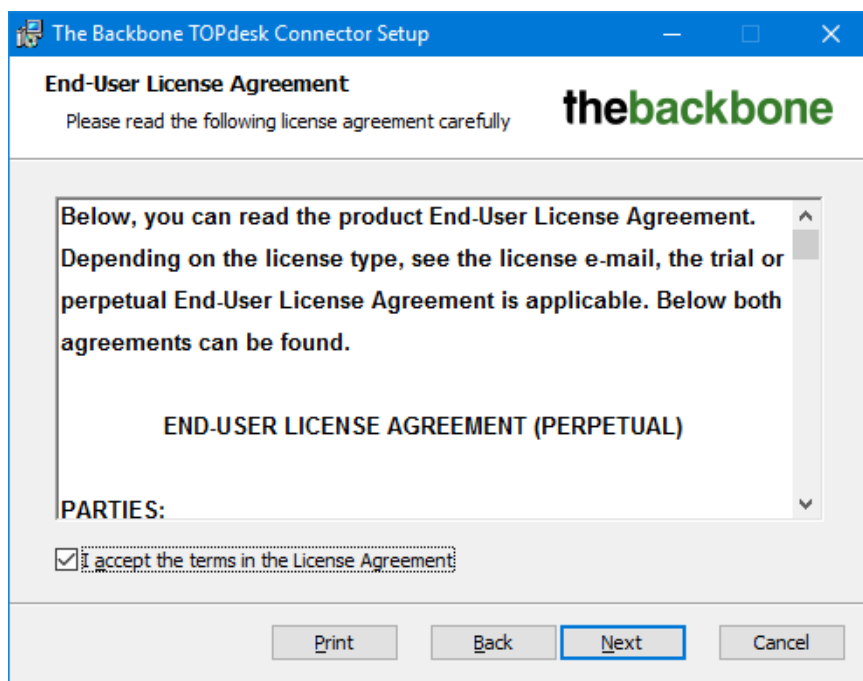 The Backbone TOPdesk Connector Setup
End-User License Agreement
Please read the following license agreement carefully
thebackbone
Below, you can read the product End-User License Agreement.
Depending on the license type, see the license e-mail, the trial or
perpetual End-User License Agreement is applicable. Below both
agreements can be found.
END-USER LICENSE AGREEMENT (PERPETUAL)
PARTIES:
I accept the terms in the License Agreement
Print
Back
Next
Cancel